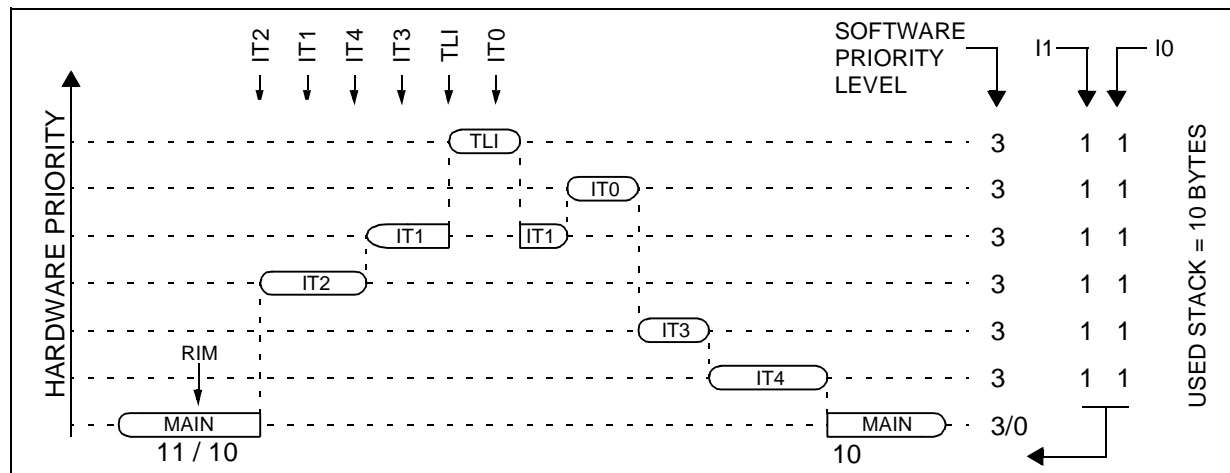 IT2
IT1
IT4
IT3
TLI
IT0
SOFTWARE
PRIORITY
LEVEL
I1
I0
HARDWARE PRIORITY
TLI
3 1 1
IT0
3 1 1
IT1 IT1
3 1 1
IT2
3 1 1
IT3
3 1 1
RIM
IT4
3 1 1
MAIN MAIN 3/0
11 / 10 10
USED STACK = 10 BYTES